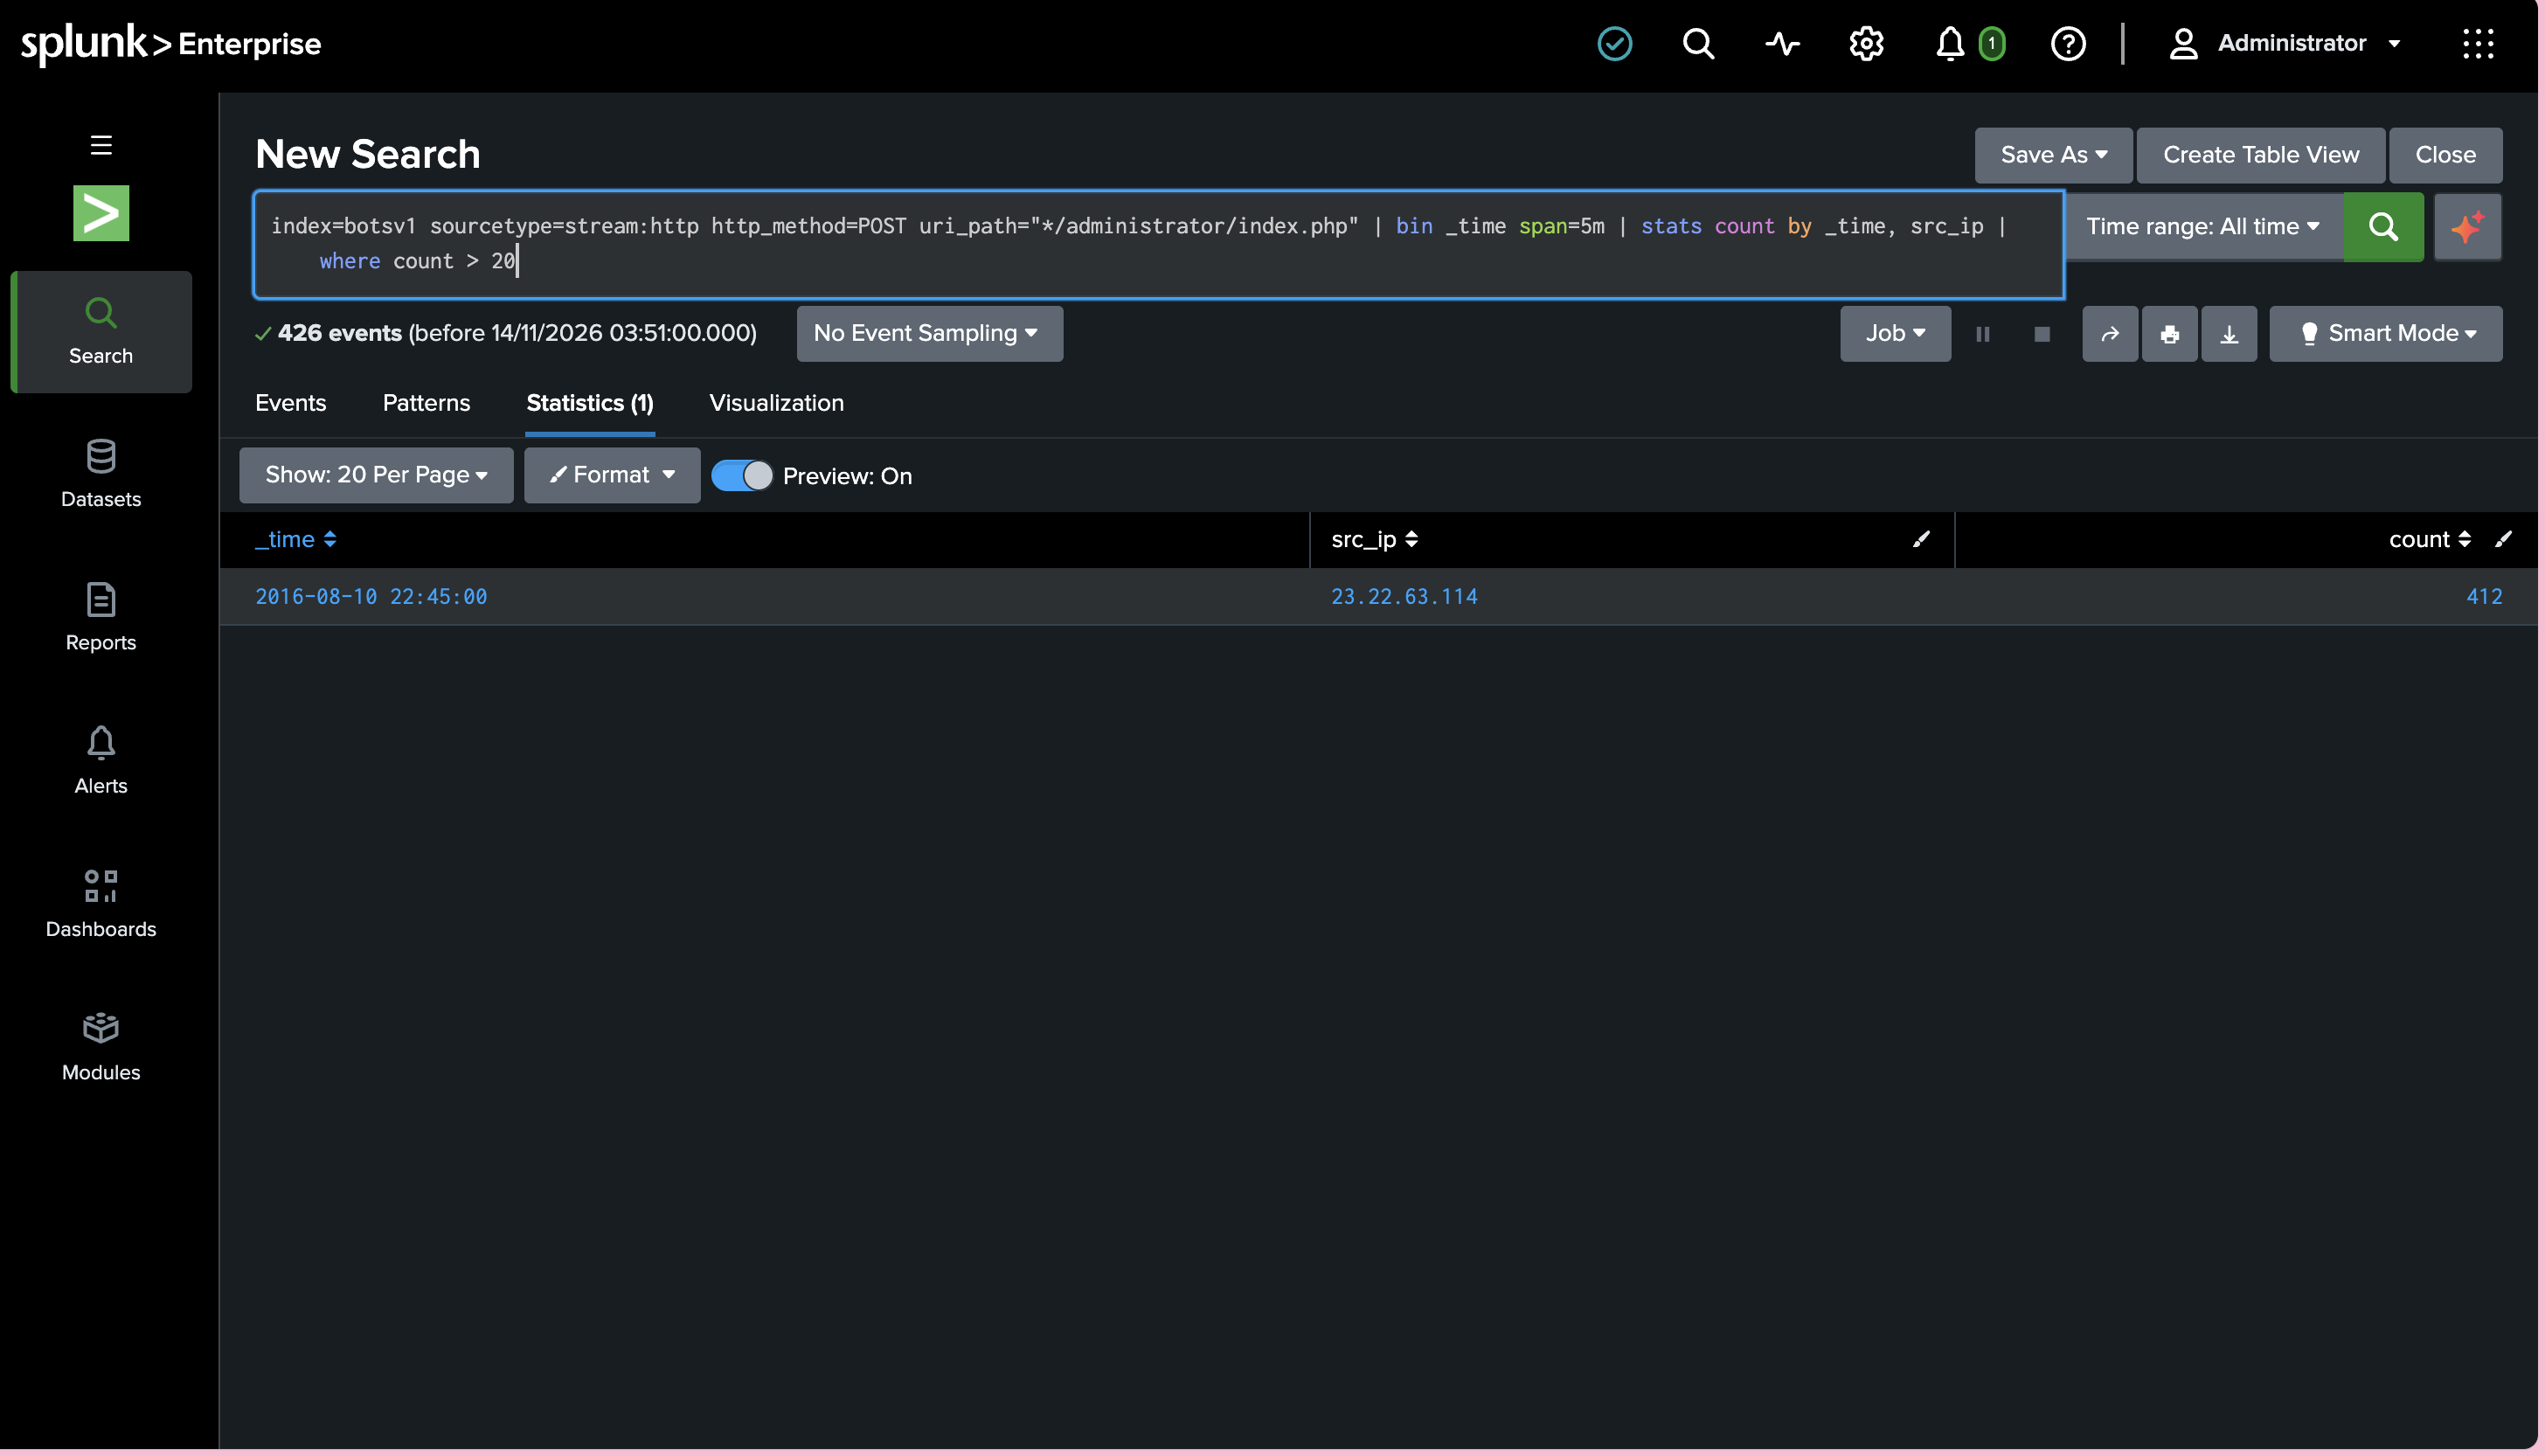 splunk>Enterprise
1
Administrator
New Search
Save As
Create Table View
Close
index=botsv1 sourcetype=stream:http http_method=POST uri_path="*/administrator/index.php" | bin _time span=5m | stats count by _time, src_ip |
where count > 20
Time range: All time
426 events (before 14/11/2026 03:51:00.000)
No Event Sampling
Job
Smart Mode
Events
Patterns
Statistics (1)
Visualization
Show: 20 Per Page
Format
Preview: On
_time
src_ip
count
2016-08-10 22:45:00
23.22.63.114
412
Search
Datasets
Reports
Alerts
Dashboards
Modules